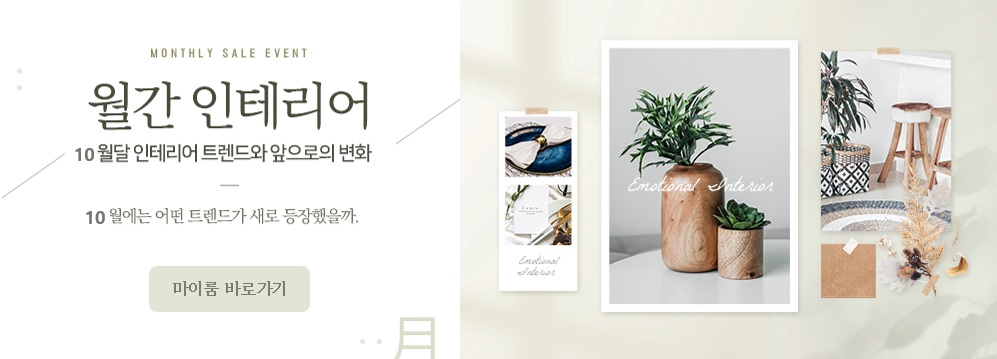 MONTHLY SALE EVENT
월간 인테리어
10 월달 인테리어 트렌드와 앞으로의 변화
10 월에는 어떤 트렌드가 새로 등장했을까.
마이룸 바로가기
月
Emotional
Interior
Emotional Interior